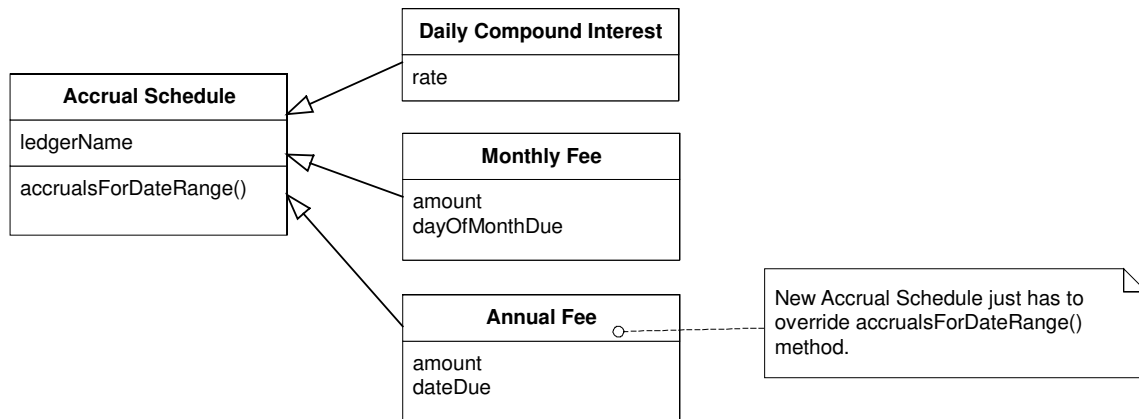 Daily Compound Interest
rate
Accrual Schedule
ledgerName
accrualsForDateRange()
Monthly Fee
amount
dayOfMonthDue
Annual Fee
amount
dateDue
New Accrual Schedule just has to
override accrualsForDateRange()
method.